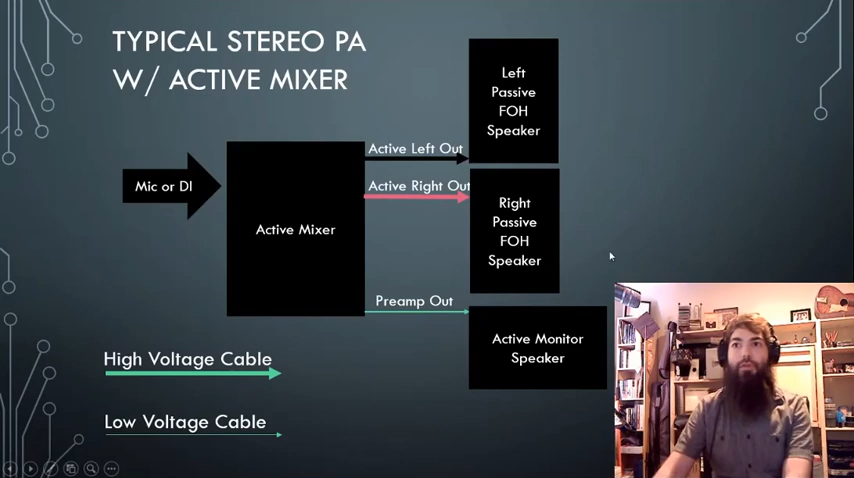 TYPICAL STEREO PA
W/ ACTIVE MIXER
Left
Passive
FOH
Speaker
Active Left Out
Mic or DI
Active Right Out
Active Mixer
Right
Passive
FOH
Speaker
Preamp Out
Active Monitor
Speaker
High Voltage Cable
Low Voltage Cable